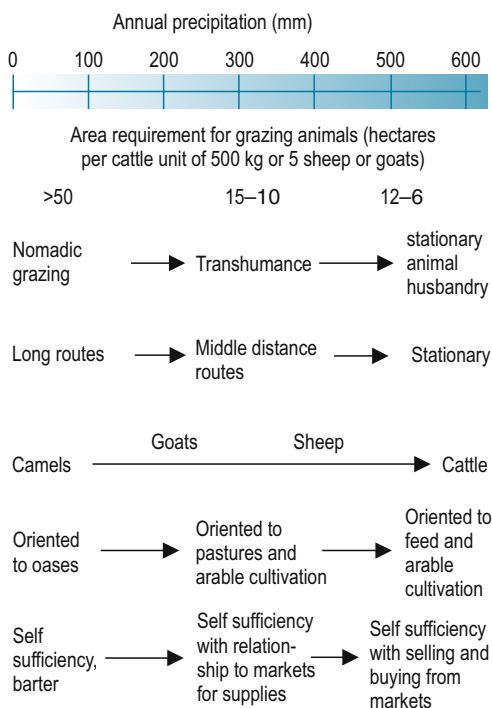 Annual precipitation (mm)
0 100 200 300 400 500 600
Area requirement for grazing animals (hectares
per cattle unit of 500 kg or 5 sheep or goats)
>50 15–10 12–6
Nomadic
grazing
Transhumance
stationary
animal
husbandry
Long routes
Middle distance
routes
Stationary
Goats Sheep
Camels Cattle
Oriented
to oases
Oriented to
pastures and
arable cultivation
Oriented to
feed and
arable
cultivation
Self
sufficiency,
barter
Self sufficiency
with relation-
ship to markets
for supplies
Self sufficiency
with selling and
buying from
markets